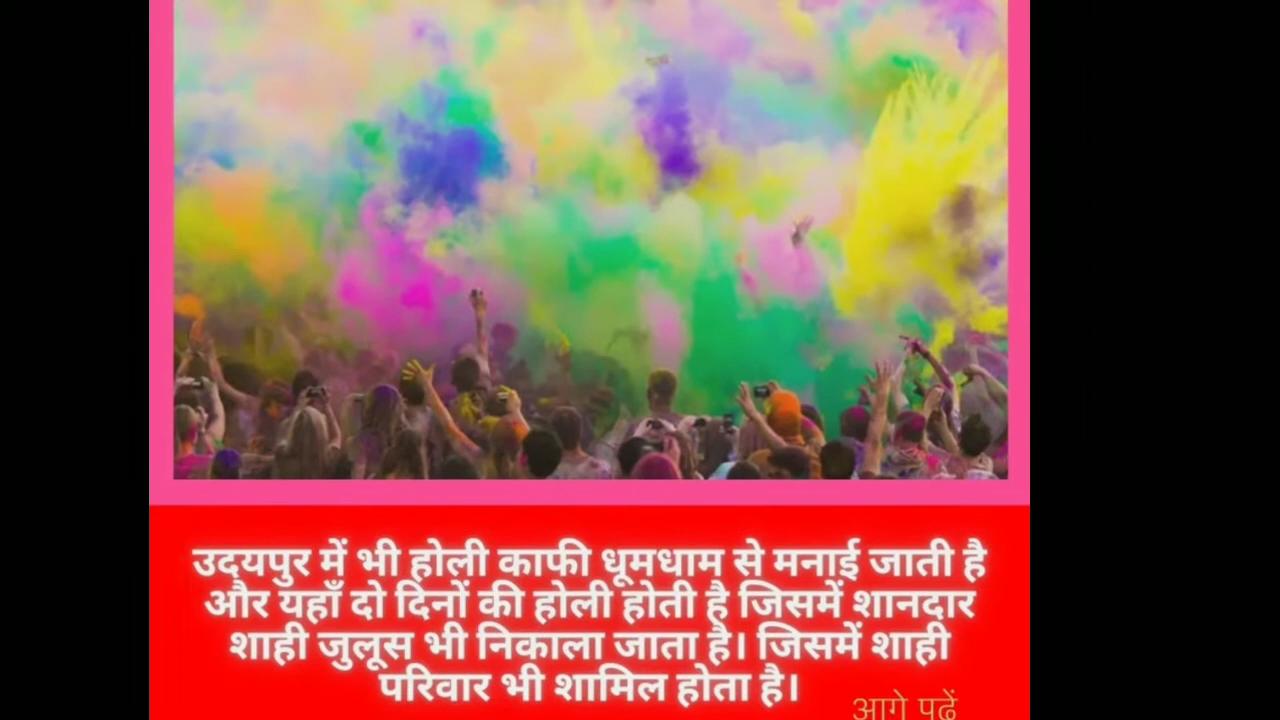 उदयपुर में भी होली काफी धूमधाम से मनाई जाती है
और यहाँ दो दिनों की होली होती है जिसमें शानदार
शाही जुलूस भी निकाला जाता है। जिसमें शाही
परिवार भी शामिल होता है।
आगे पढ़ें